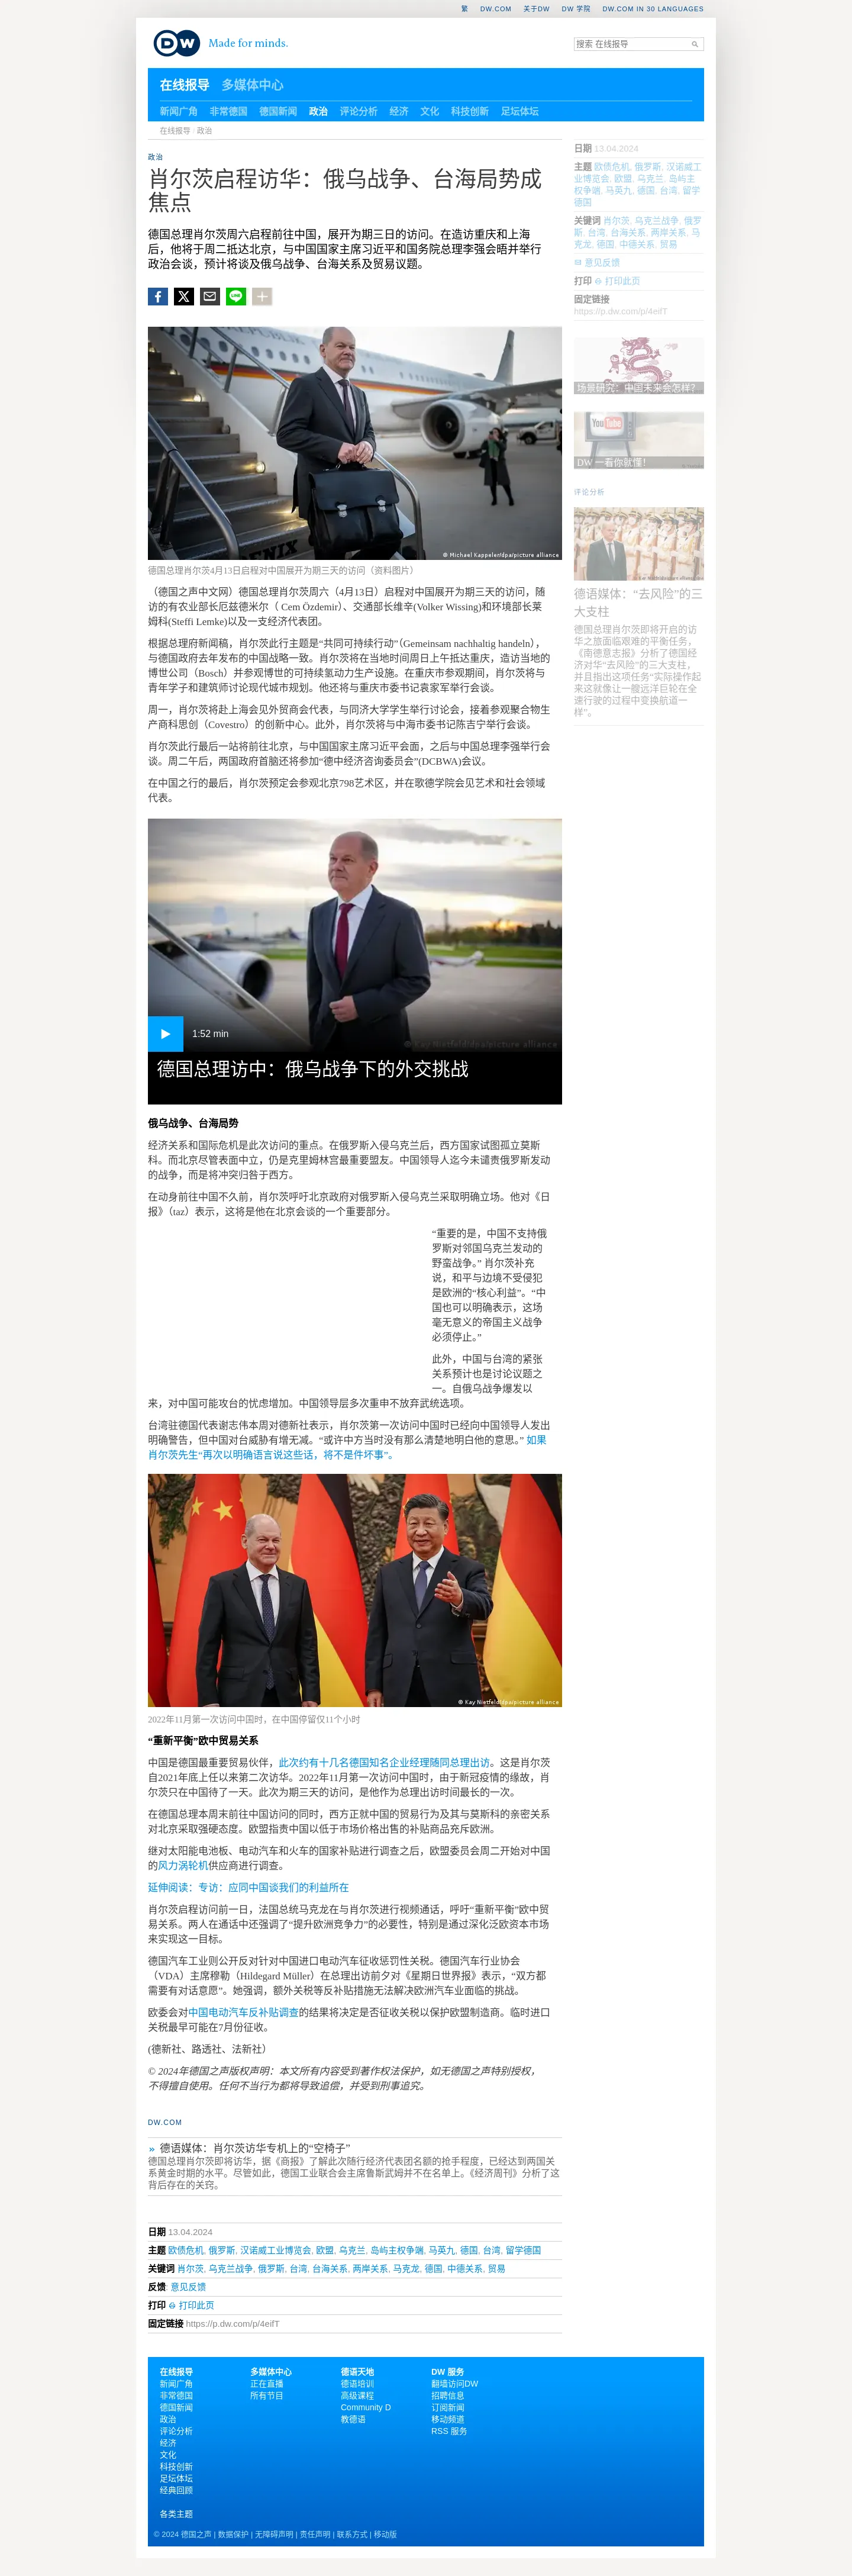 繁 DW.COM 关于DW DW 学院 DW.COM IN 30 LANGUAGES
DW Made for minds.
搜索 在线报导
在线报导 多媒体中心
新闻广角 非常德国 德国新闻 政治 评论分析 经济 文化 科技创新 足坛体坛
在线报导 / 政治
政治
肖尔茨启程访华：俄乌战争、台海局势成
焦点
德国总理肖尔茨周六启程前往中国，展开为期三日的访问。在造访重庆和上海
后，他将于周二抵达北京，与中国国家主席习近平和国务院总理李强会晤并举行
政治会谈，预计将谈及俄乌战争、台海关系及贸易议题。
© Michael Kappeler/dpa/picture alliance
德国总理肖尔茨4月13日启程对中国展开为期三天的访问（资料图片）
（德国之声中文网）德国总理肖尔茨周六（4月13日）启程对中国展开为期三天的访问，随
访的有农业部长厄兹德米尔（ Cem Özdemir）、交通部长维辛(Volker Wissing)和环境部长莱
姆科(Steffi Lemke)以及一众经济代表团。
根据总理府新闻稿，肖尔茨此行主题是“共同可持续行动”（Gemeinsam nachhaltig handeln），
与德国政府去年发布的中国战略一致。肖尔茨将在当地时间周日上午抵达重庆，造访当地的
博世公司（Bosch）并参观博世的可持续氢动力生产设施。在重庆市参观期间，肖尔茨将与
青年学子和建筑师讨论现代城市规划。他还将与重庆市委书记袁家军举行会谈。
周一，肖尔茨将赴上海会见外贸商会代表，与同济大学学生举行讨论会，接着参观聚合物生
产商科思创（Covestro）的创新中心。此外，肖尔茨将与中海市委书记陈吉宁举行会谈。
肖尔茨此行最后一站将前往北京，与中国国家主席习近平会面，之后与中国总理李强举行会
谈。周二午后，两国政府首脑还将参加“德中经济咨询委员会”(DCBWA)会议。
在中国之行的最后，肖尔茨预定会参观北京798艺术区，并在歌德学院会见艺术和社会领域
代表。
© Kay Nietfeld/dpa/picture alliance
1:52 min
德国总理访中：俄乌战争下的外交挑战
俄乌战争、台海局势
经济关系和国际危机是此次访问的重点。在俄罗斯入侵乌克兰后，西方国家试图孤立莫斯
科。而北京尽管表面中立，仍是克里姆林宫最重要盟友。中国领导人迄今未谴责俄罗斯发动
的战争，而是将冲突归咎于西方。
在动身前往中国不久前，肖尔茨呼吁北京政府对俄罗斯入侵乌克兰采取明确立场。他对《日
报》（taz）表示，这将是他在北京会谈的一个重要部分。
“重要的是，中国不支持俄
罗斯对邻国乌克兰发动的
野蛮战争。” 肖尔茨补充
说，和平与边境不受侵犯
是欧洲的“核心利益”。“中
国也可以明确表示，这场
毫无意义的帝国主义战争
必须停止。”
此外，中国与台湾的紧张
关系预计也是讨论议题之
一。自俄乌战争爆发以
来，对中国可能攻台的忧虑增加。中国领导层多次重申不放弃武统选项。
台湾驻德国代表谢志伟本周对德新社表示，肖尔茨第一次访问中国时已经向中国领导人发出
明确警告，但中国对台威胁有增无减。“或许中方当时没有那么清楚地明白他的意思。” 如果
肖尔茨先生“再次以明确语言说这些话，将不是件坏事”。
© Kay Nietfeld/dpa/picture alliance
2022年11月第一次访问中国时，在中国停留仅11个小时
“重新平衡”欧中贸易关系
中国是德国最重要贸易伙伴，此次约有十几名德国知名企业经理随同总理出访。这是肖尔茨
自2021年底上任以来第二次访华。2022年11月第一次访问中国时，由于新冠疫情的缘故，肖
尔茨只在中国待了一天。此次为期三天的访问，是他作为总理出访时间最长的一次。
在德国总理本周末前往中国访问的同时，西方正就中国的贸易行为及其与莫斯科的亲密关系
对北京采取强硬态度。欧盟指责中国以低于市场价格出售的补贴商品充斥欧洲。
继对太阳能电池板、电动汽车和火车的国家补贴进行调查之后，欧盟委员会周二开始对中国
的风力涡轮机供应商进行调查。
延伸阅读：专访：应同中国谈我们的利益所在
肖尔茨启程访问前一日，法国总统马克龙在与肖尔茨进行视频通话，呼吁“重新平衡”欧中贸
易关系。两人在通话中还强调了“提升欧洲竞争力”的必要性，特别是通过深化泛欧资本市场
来实现这一目标。
德国汽车工业则公开反对针对中国进口电动汽车征收惩罚性关税。德国汽车行业协会
（VDA）主席穆勒（Hildegard Müller）在总理出访前夕对《星期日世界报》表示，“双方都
需要有对话意愿”。她强调，额外关税等反补贴措施无法解决欧洲汽车业面临的挑战。
欧委会对中国电动汽车反补贴调查的结果将决定是否征收关税以保护欧盟制造商。临时进口
关税最早可能在7月份征收。
(德新社、路透社、法新社）
© 2024年德国之声版权声明：本文所有内容受到著作权法保护，如无德国之声特别授权，
不得擅自使用。任何不当行为都将导致追偿，并受到刑事追究。
DW.COM
德语媒体：肖尔茨访华专机上的“空椅子”
德国总理肖尔茨即将访华，据《商报》了解此次随行经济代表团名额的抢手程度，已经达到两国关
系黄金时期的水平。尽管如此，德国工业联合会主席鲁斯武姆并不在名单上。《经济周刊》分析了这
背后存在的关窍。
日期 13.04.2024
主题 欧债危机, 俄罗斯, 汉诺威工业博览会, 欧盟, 乌克兰, 岛屿主权争端, 马英九, 德国, 台湾, 留学德国
关键词 肖尔茨, 乌克兰战争, 俄罗斯, 台湾, 台海关系, 两岸关系, 马克龙, 德国, 中德关系, 贸易
反馈: 意见反馈
打印 打印此页
固定链接 https://p.dw.com/p/4eifT
日期 13.04.2024
主题 欧债危机, 俄罗斯, 汉诺威工
业博览会, 欧盟, 乌克兰, 岛屿主
权争端, 马英九, 德国, 台湾, 留学
德国
关键词 肖尔茨, 乌克兰战争, 俄罗
斯, 台湾, 台海关系, 两岸关系, 马
克龙, 德国, 中德关系, 贸易
意见反馈
打印 打印此页
固定链接
https://p.dw.com/p/4eifT
场景研究：中国未来会怎样？
YouTube
DW 一看你就懂！
评论分析
德语媒体：“去风险”的三
大支柱
德国总理肖尔茨即将开启的访
华之旅面临艰难的平衡任务，
《南德意志报》分析了德国经
济对华“去风险”的三大支柱，
并且指出这项任务“实际操作起
来这就像让一艘远洋巨轮在全
速行驶的过程中变换航道一
样”。
在线报导
新闻广角
非常德国
德国新闻
政治
评论分析
经济
文化
科技创新
足坛体坛
经典回顾
各类主题
多媒体中心
正在直播
所有节目
德语天地
德语培训
高级课程
Community D
教德语
DW 服务
翻墙访问DW
招聘信息
订阅新闻
移动频道
RSS 服务
© 2024 德国之声 | 数据保护 | 无障碍声明 | 责任声明 | 联系方式 | 移动版